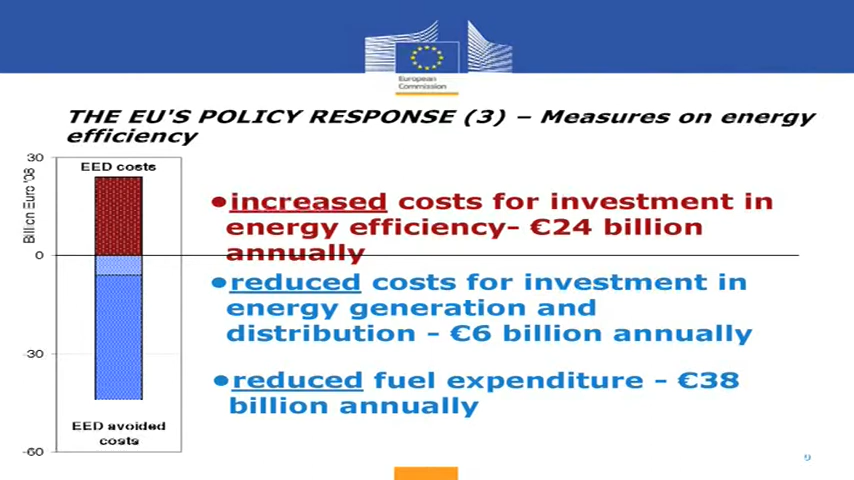 European
Commission
THE EU'S POLICY RESPONSE (3) – Measures on energy
efficiency
30
EED costs
Billion Euro '08
0
-30
EED avoided
costs
-60
●increased costs for investment in
energy efficiency- €24 billion
annually
●reduced costs for investment in
energy generation and
distribution - €6 billion annually
●reduced fuel expenditure - €38
billion annually
9